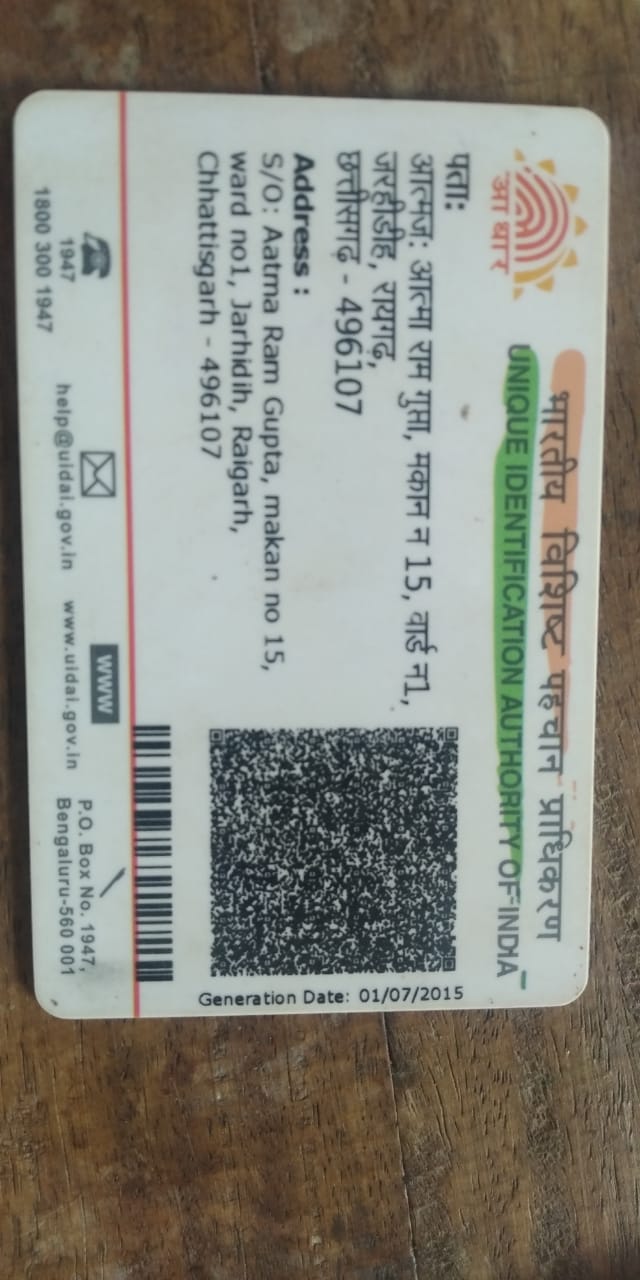 आधार
भारतीय विशिष्ट पहचान प्राधिकरण
UNIQUE IDENTIFICATION AUTHORITY OF INDIA
पता:
आत्मज: आत्मा राम गुप्ता, मकान न 15, वार्ड न1,
जरहीडीह, रायगढ़,
छत्तीसगढ़ - 496107
Address :
S/O: Aatma Ram Gupta, makan no 15,
ward no1, Jarhidih, Raigarh,
Chhattisgarh - 496107
Generation Date: 01/07/2015
1947
1800 300 1947
help@uidai.gov.in
WWW
www.uidai.gov.in
P.O. Box No. 1947,
Bengaluru-560 001